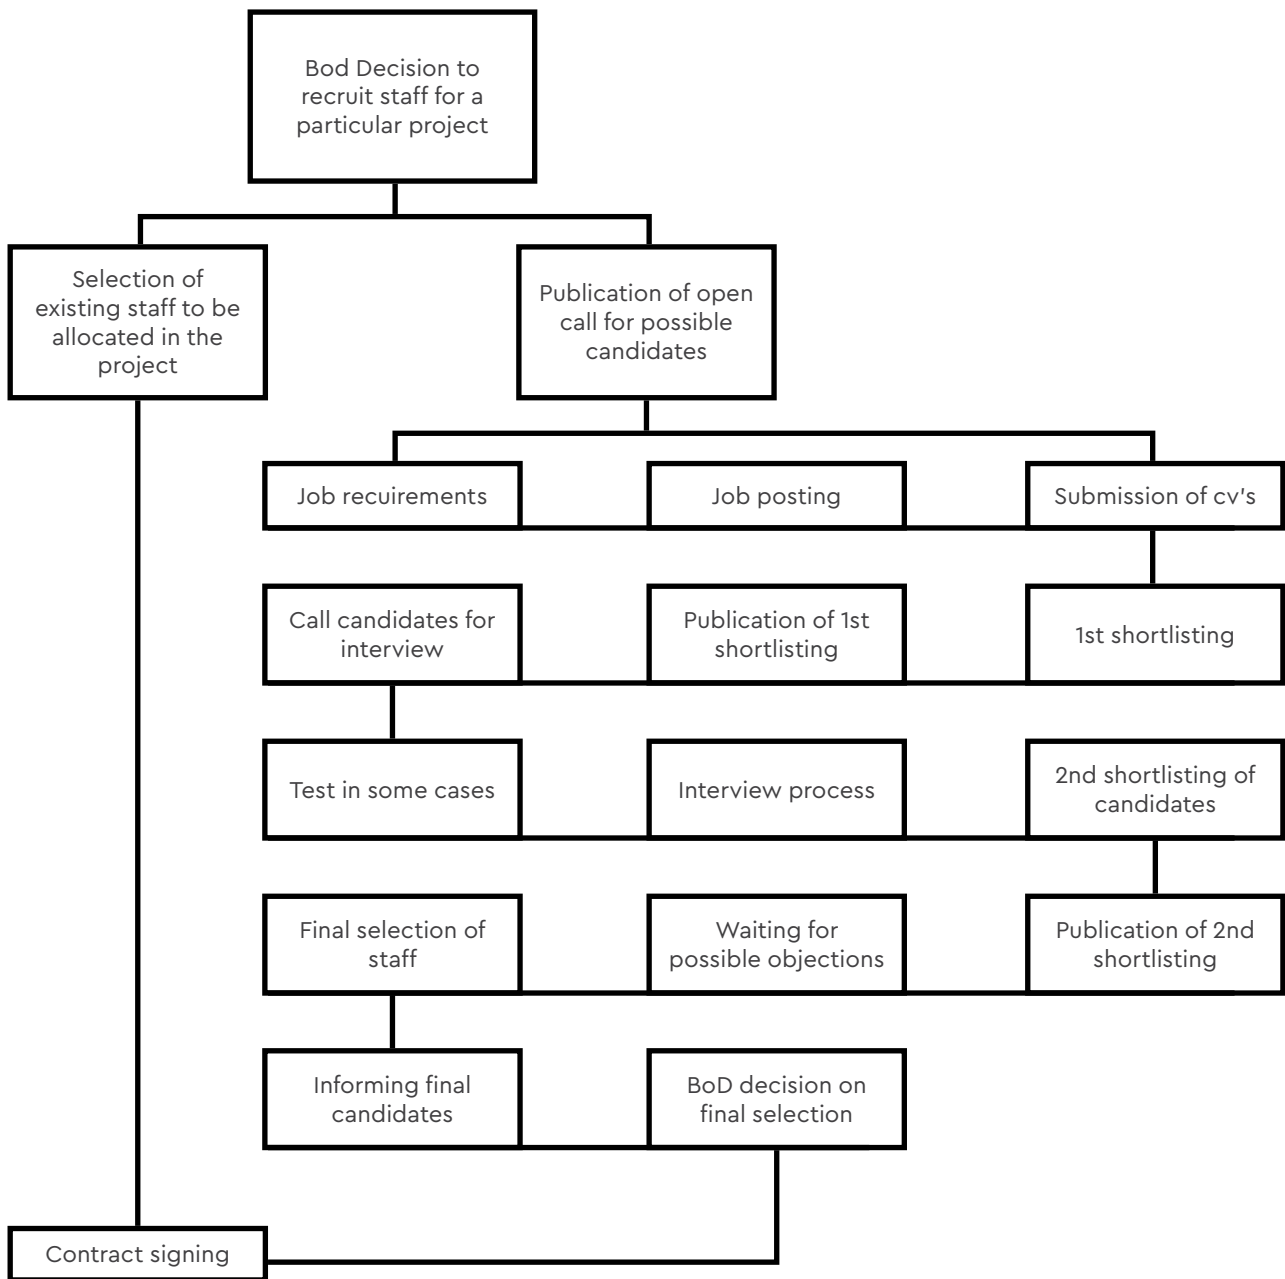 Bod Decision to
recruit staff for a
particular project
Selection of
existing staff to be
allocated in the
project
Publication of open
call for possible
candidates
Job recuirements
Job posting
Submission of cv's
Call candidates for
interview
Publication of 1st
shortlisting
1st shortlisting
Test in some cases
Interview process
2nd shortlisting of
candidates
Final selection of
staff
Waiting for
possible objections
Publication of 2nd
shortlisting
Informing final
candidates
BoD decision on
final selection
Contract signing